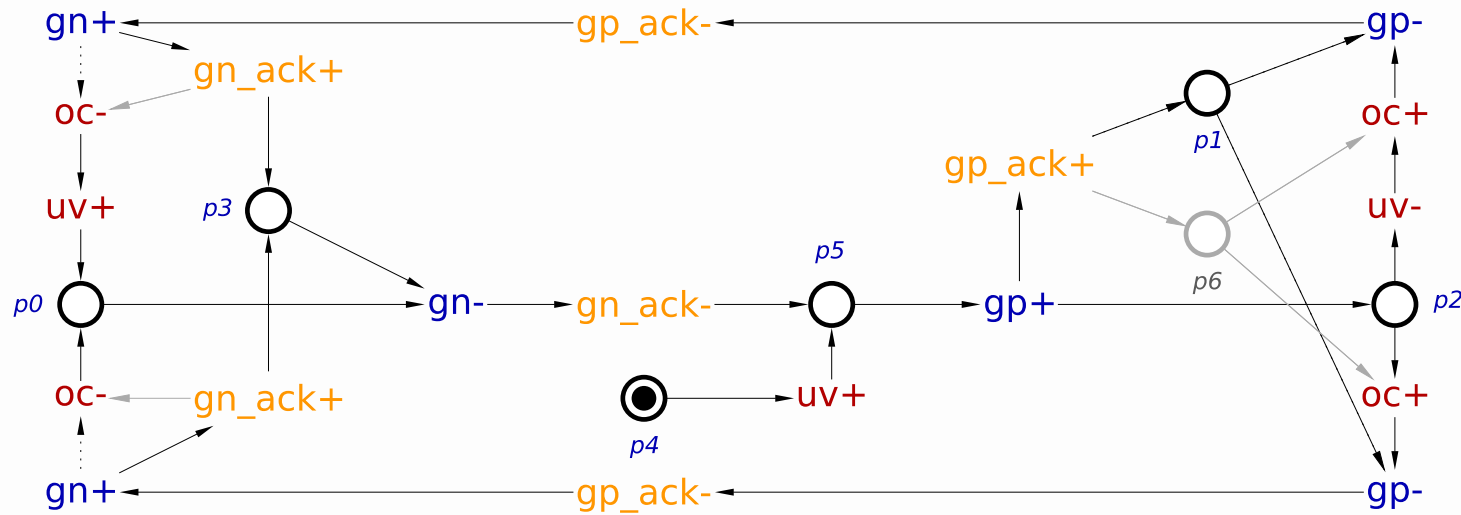 gn+ gp_ack- gp-
gn_ack+
oc- p1 oc+
gp_ack+
uv+ p3 uv-
p5
p6
p0 gn- gn_ack- gp+ p2
oc- gn_ack+ uv+ oc+
p4
gn+ gp_ack- gp-